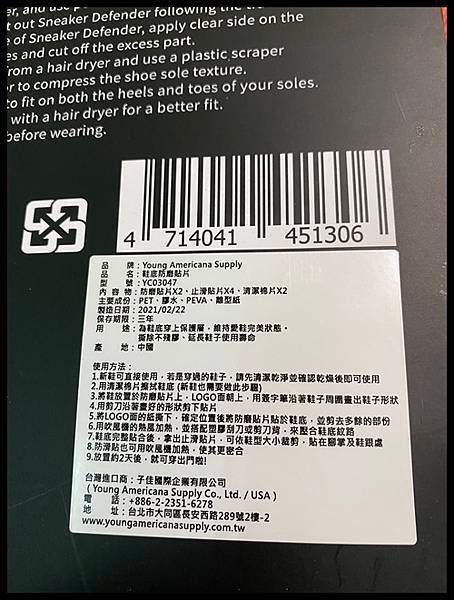 er, and use pla
t out Sneaker Defender following the tra
e of Sneaker Defender, apply clear side on the
es and cut off the excess part.
from a hair dryer and use a plastic scraper
r to compress the shoe sole texture.
to fit on both the heels and toes of your soles.
with a hair dryer for a better fit.
before wearing.
4 714041 451306
品 牌：Young Americana Supply
品 名：鞋底防磨貼片
型 號：YC03047
內 容 物：防磨貼片X2、止滑貼片X4、清潔棉片X2
主要成份：PET、膠水、PEVA、離型紙
製造日期：2021/02/22
保存期限：三年
用 途：為鞋底穿上保護層，維持愛鞋完美狀態。
撕除不殘膠、延長鞋子使用壽命
產 地：中國
使用方法：
1.新鞋可直接使用，若是穿過的鞋子，請先清潔乾淨並確認乾燥後即可使用
2.用清潔棉片擦拭鞋底 (新鞋也需要做此步驟)
3.將鞋放置於防磨貼片上，LOGO面朝上，用簽字筆沿著鞋子周圍畫出鞋子形狀
4.用剪刀沿著畫好的形狀剪下貼片
5.將LOGO面的紙撕下，確定位置後將防磨貼片貼於鞋底，並剪去多餘的部份
6.用吹風機的熱風加熱，並搭配塑膠刮刀或剪刀背，來壓合鞋底紋路
7.鞋底完整貼合後，拿出止滑貼片，可依鞋型大小裁剪，貼在腳掌及鞋跟處
8.防滑貼也可用吹風機加熱，使其更密合
9.放置約2天後，就可穿出門啦!
台灣進口商：子佳國際企業有限公司
( Young Americana Supply Co., Ltd. / USA )
電 話：+886-2-2351-6278
地 址：台北市大同區長安西路289號2樓-2
www.youngamericanasupply.com.tw